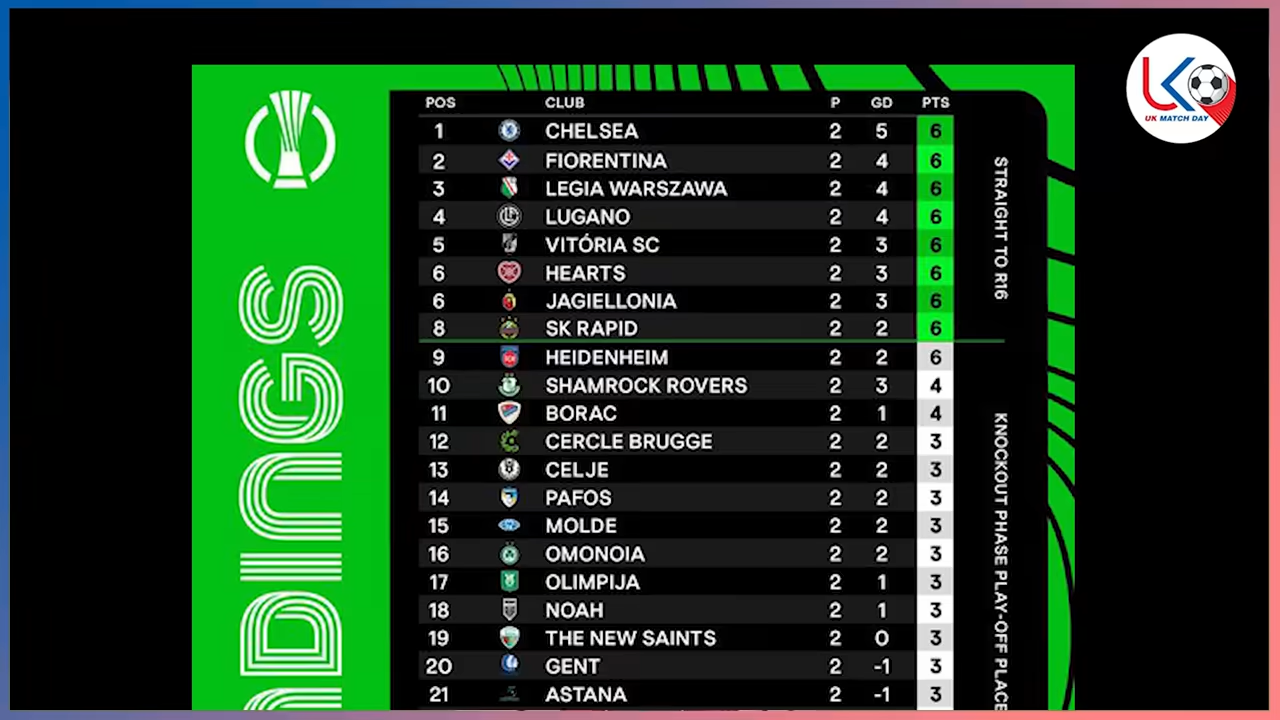 POS CLUB P GD PTS
1 CHELSEA 2 5 6
2 FIORENTINA 2 4 6
3 LEGIA WARSZAWA 2 4 6
4 LUGANO 2 4 6
5 VITÓRIA SC 2 3 6
6 HEARTS 2 3 6
6 JAGIELLONIA 2 3 6
8 SK RAPID 2 2 6
9 HEIDENHEIM 2 2 6
10 SHAMROCK ROVERS 2 3 4
11 BORAC 2 1 4
12 CERCLE BRUGGE 2 2 3
13 CELJE 2 2 3
14 PAFOS 2 2 3
15 MOLDE 2 2 3
16 OMONOIA 2 2 3
17 OLIMPIJA 2 1 3
18 NOAH 2 1 3
19 THE NEW SAINTS 2 0 3
20 GENT 2 -1 3
21 ASTANA 2 -1 3
STRAIGHT TO R16
KNOCKOUT PHASE PLAY-OFF PLACE
NDINGS
UK
UK MATCH DAY